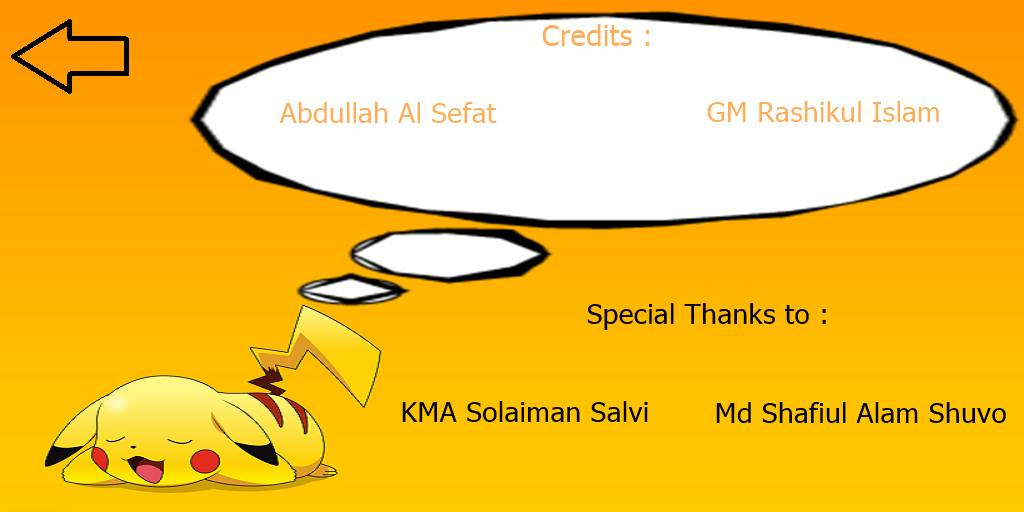 Credits :
Abdullah Al Sefat GM Rashikul Islam
Special Thanks to :
KMA Solaiman Salvi Md Shafiul Alam Shuvo